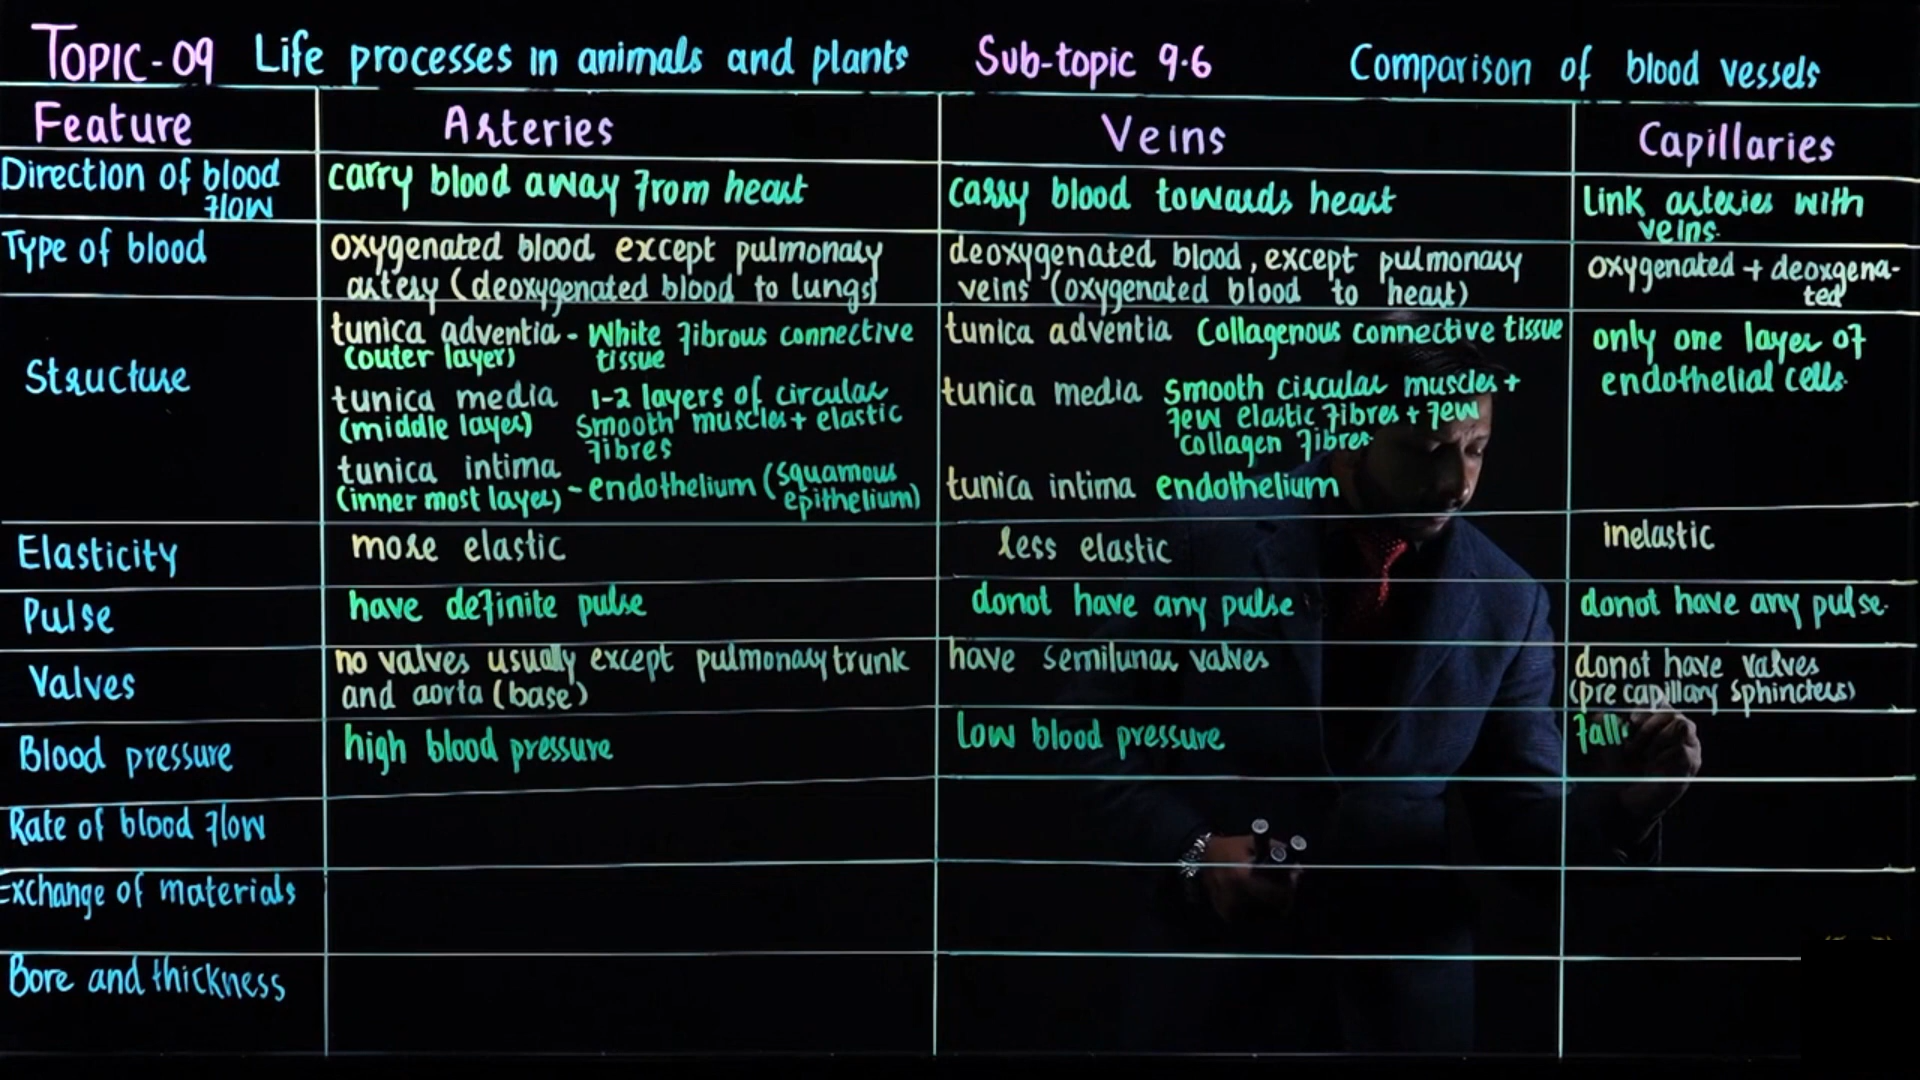 Topic-09 Life processes in animals and plants Sub-topic 9.6 Comparison of blood vessels
Feature Arteries Veins Capillaries
Direction of blood flow
carry blood away from heart
carry blood towards heart
Link arteries with
veins.
Type of blood
oxygenated blood except pulmonary
artery (deoxygenated blood to lungs)
deoxygenated blood, except pulmonary
veins (oxygenated blood to heart)
oxygenated + deoxgena-
ted
Structure
tunica adventia - White fibrous connective
(outer layer) tissue
tunica media 1-2 layers of circular
(middle layer) Smooth muscles + elastic
fibres
tunica intima
(inner most layer) - endothelium (squamous
epithelium)
tunica adventia Collagenous connective tissue
tunica media Smooth circular muscles +
few elastic fibres + few
collagen fibres.
tunica intima endothelium
only one layer of
endothelial cells.
Elasticity more elastic less elastic inelastic
Pulse have definite pulse donot have any pulse donot have any pulse.
Valves
no valves usually except pulmonary trunk
and aorta (base)
have semilunar valves
donot have valves
(pre capillary sphincters)
Blood pressure high blood pressure Low blood pressure
Rate of blood flow
Exchange of materials
Bore and thickness